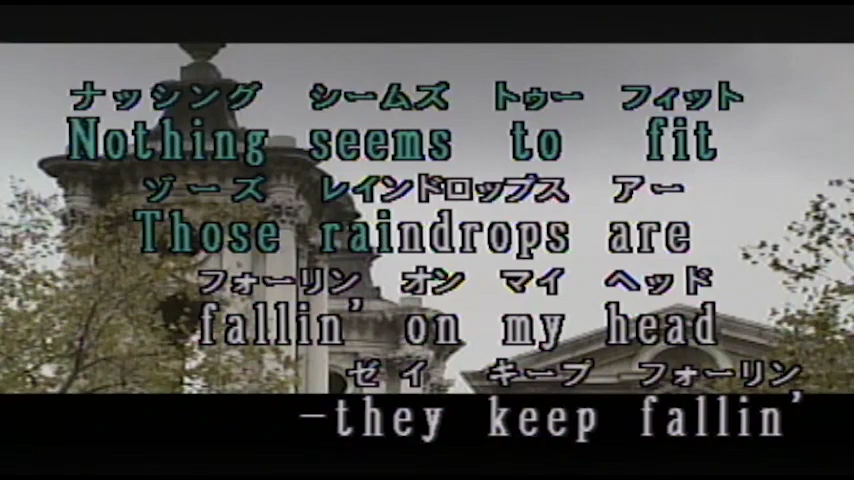 ナッシング シームズ トゥー フィット
Nothing seems to fit
ゾーズ レインドロップス アー
Those raindrops are
フォーリン オン マイ ヘッド
fallin' on my head
ゼイ キープ フォーリン
-they keep fallin'